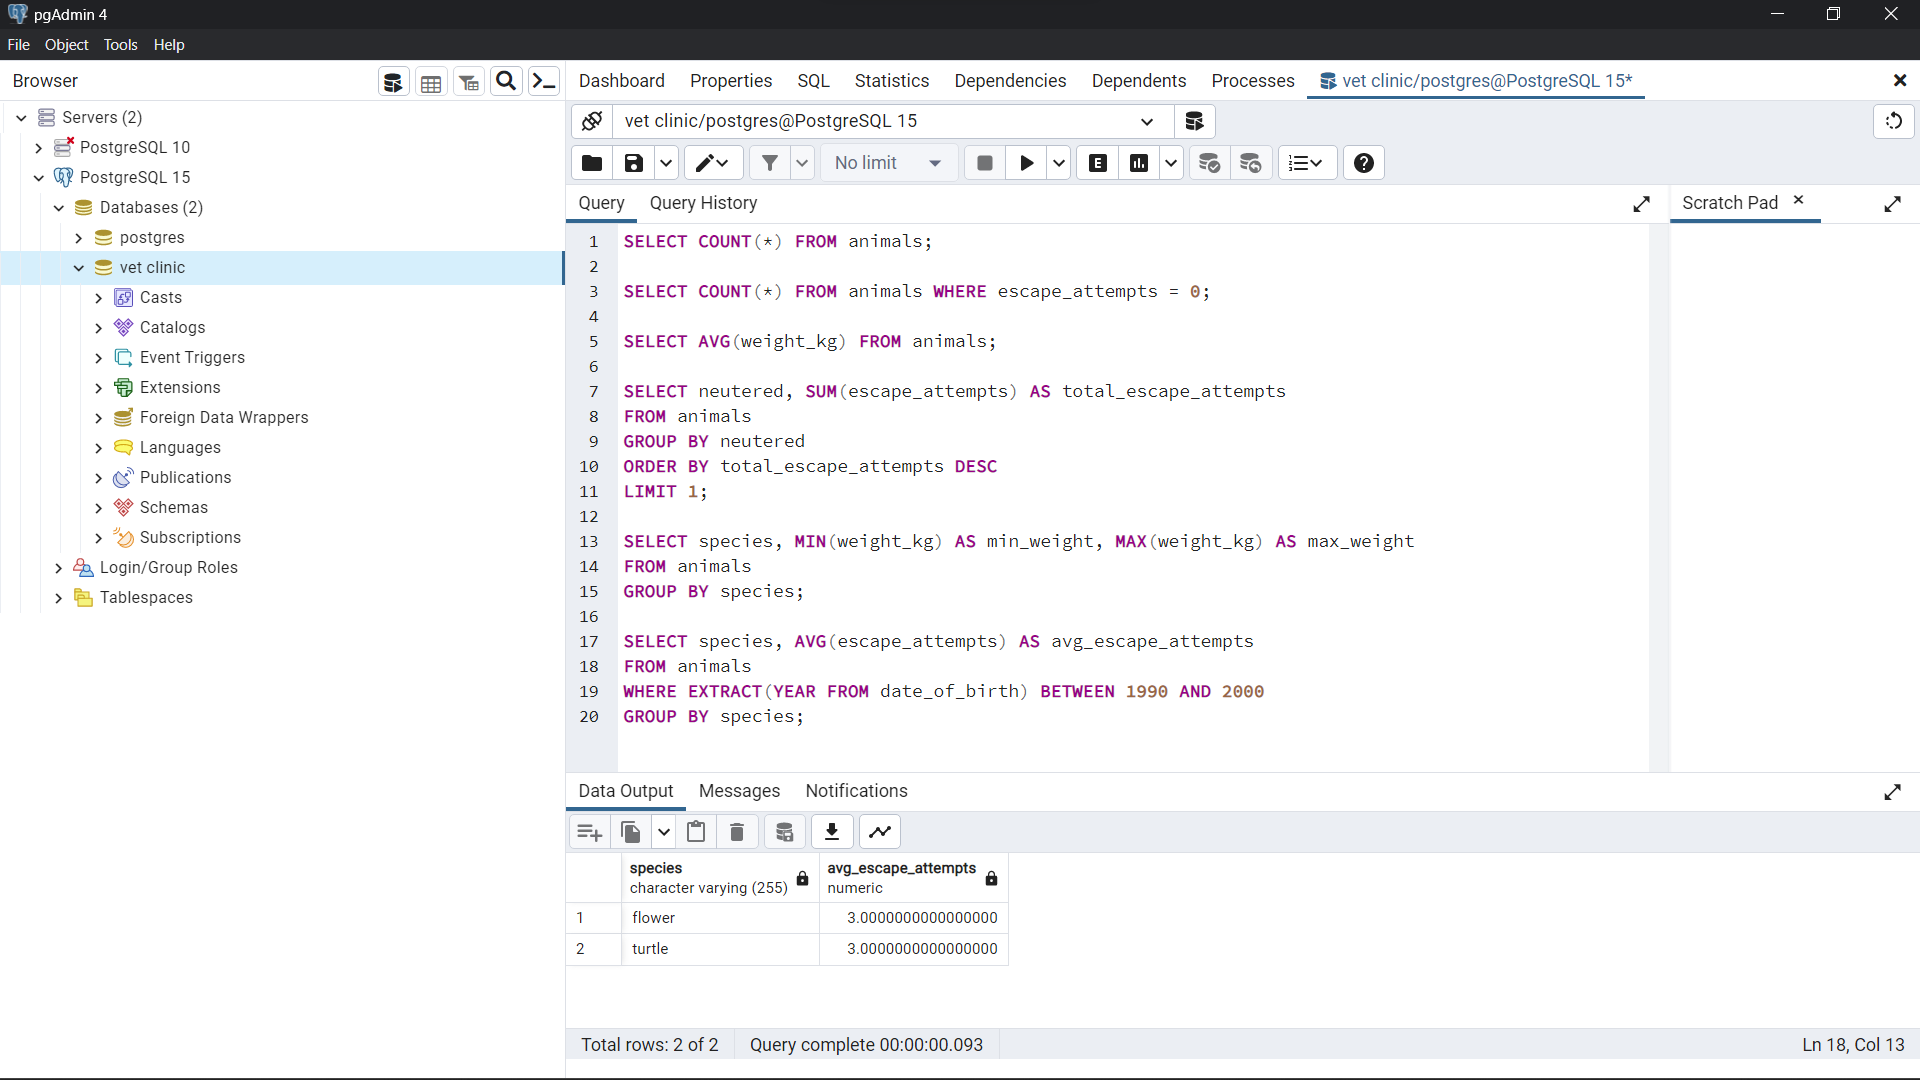 pgAdmin 4
File Object Tools Help
Browser
Servers (2)
PostgreSQL 10
PostgreSQL 15
Databases (2)
postgres
vet clinic
Casts
Catalogs
Event Triggers
Extensions
Foreign Data Wrappers
Languages
Publications
Schemas
Subscriptions
Login/Group Roles
Tablespaces
Dashboard Properties SQL Statistics Dependencies Dependents Processes vet clinic/postgres@PostgreSQL 15*
vet clinic/postgres@PostgreSQL 15
No limit
E
Query Query History
Scratch Pad
1 SELECT COUNT(*) FROM animals;
2
3 SELECT COUNT(*) FROM animals WHERE escape_attempts = 0;
4
5 SELECT AVG(weight_kg) FROM animals;
6
7 SELECT neutered, SUM(escape_attempts) AS total_escape_attempts
8 FROM animals
9 GROUP BY neutered
10 ORDER BY total_escape_attempts DESC
11 LIMIT 1;
12
13 SELECT species, MIN(weight_kg) AS min_weight, MAX(weight_kg) AS max_weight
14 FROM animals
15 GROUP BY species;
16
17 SELECT species, AVG(escape_attempts) AS avg_escape_attempts
18 FROM animals
19 WHERE EXTRACT(YEAR FROM date_of_birth) BETWEEN 1990 AND 2000
20 GROUP BY species;
Data Output Messages Notifications
species avg_escape_attempts
character varying (255) numeric
1 flower 3.0000000000000000
2 turtle 3.0000000000000000
Total rows: 2 of 2 Query complete 00:00:00.093 Ln 18, Col 13